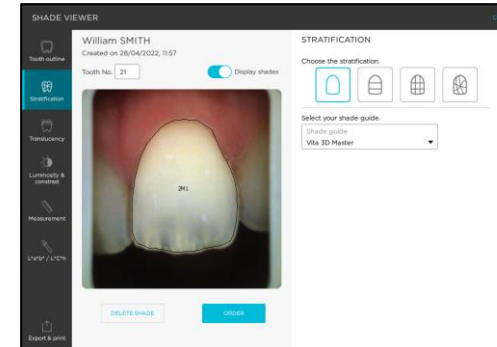 SHADE VIEWER
Tooth outline
Stratification
Translucency
Luminosity &
constrast
Measurement
L*a*b* / L*C*h
Export & print
William SMITH
Created on 28/04/2022, 11:57
Tooth No. 21
Display shades
2M1
DELETE SHADE
ORDER
STRATIFICATION
Choose the stratification.
Select your shade guide.
Shade guide
Vita 3D Master